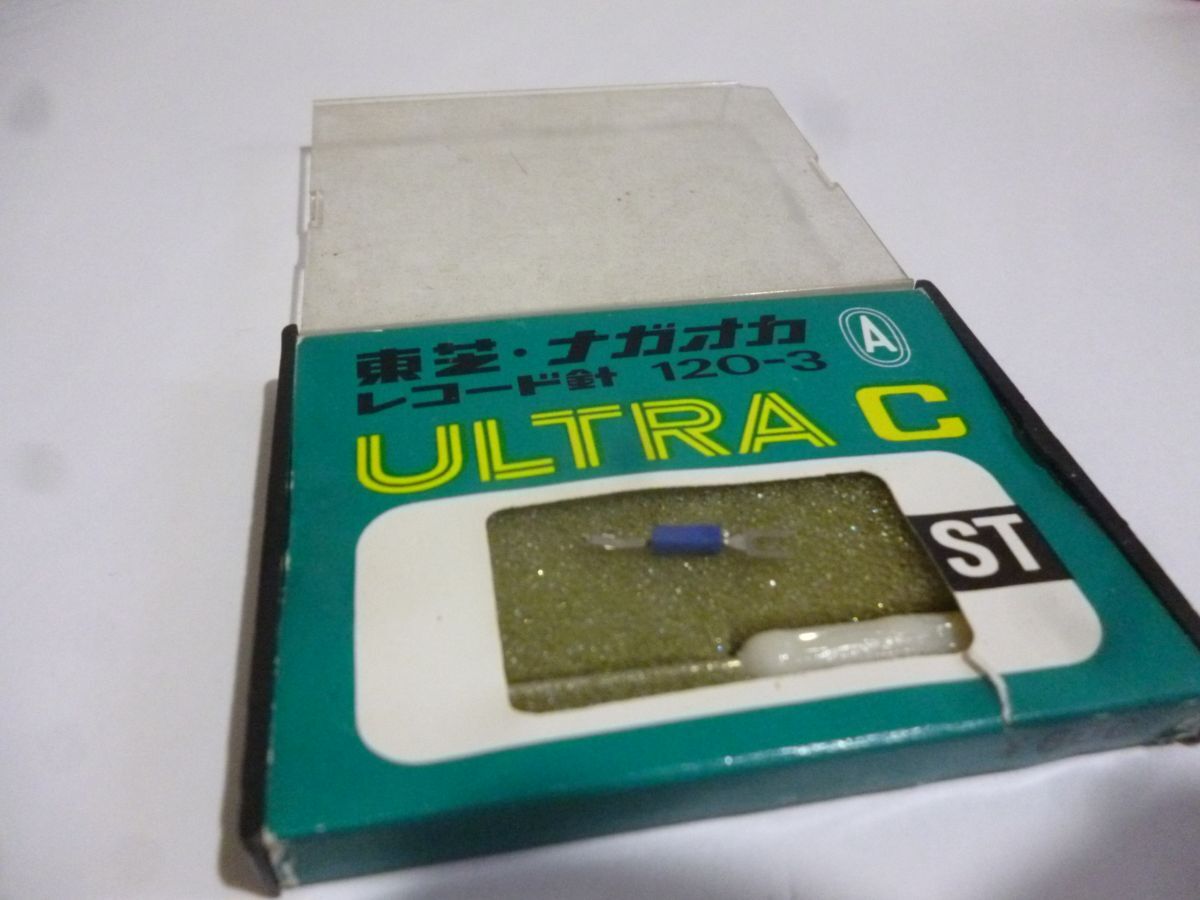 東芝・ナガオカ
レコード針 120-3
A
ULTRA C
ST